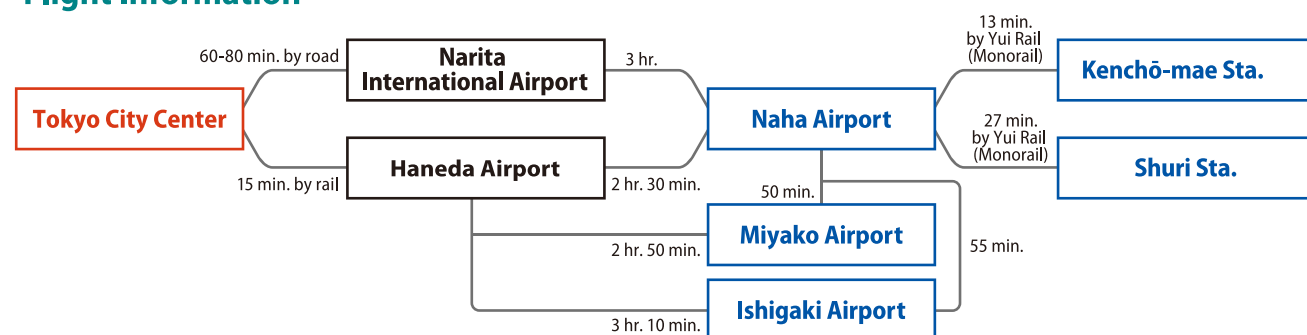 Flight Information
60-80 min. by road
Narita
International Airport
3 hr.
13 min.
by Yui Rail
(Monorail)
Kenchō-mae Sta.
Tokyo City Center
Naha Airport
15 min. by rail
Haneda Airport
2 hr. 30 min.
27 min.
by Yui Rail
(Monorail)
Shuri Sta.
50 min.
2 hr. 50 min.
Miyako Airport
55 min.
3 hr. 10 min.
Ishigaki Airport